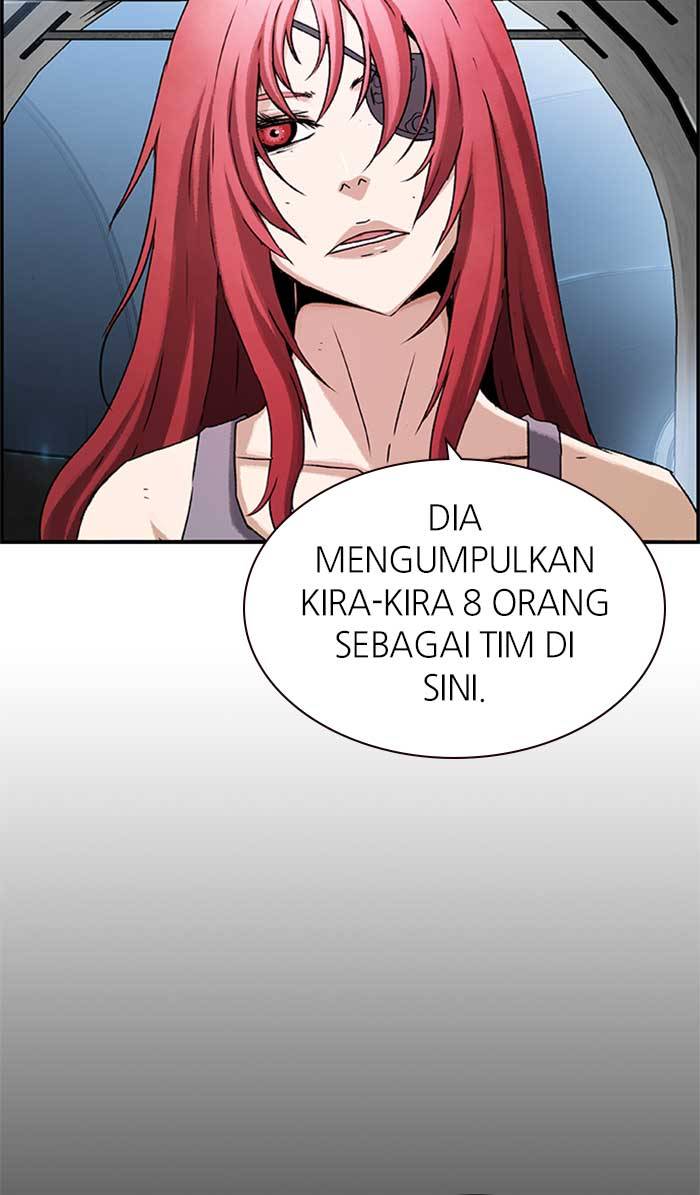 DIA
MENGUMPULKAN
KIRA-KIRA 8 ORANG
SEBAGAI TIM DI
SINI.